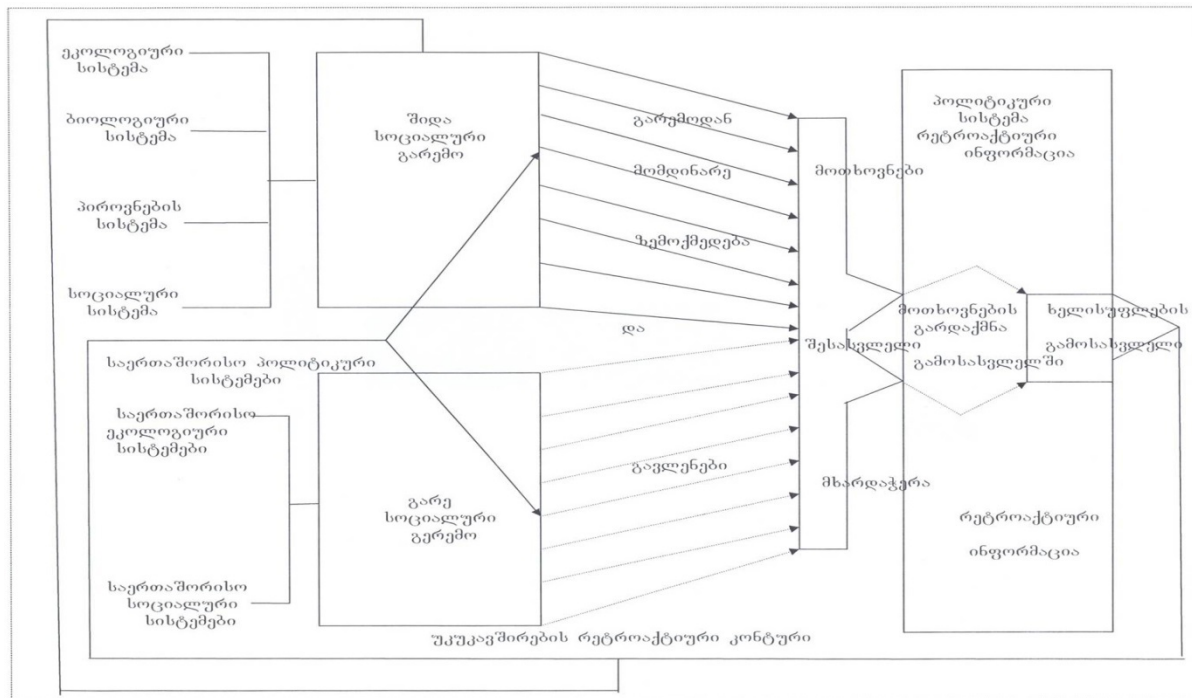 ეკოლოგიური
სისტემა
ბიოლოგიური
სისტემა
პიროვნების
სისტემა
სოციალური
სისტემა
შიდა
სოციალური
გარემო
გარემოდან
მომდინარე
ზემოქმედება
და
გავლენები
საერთაშორისო პოლიტიკური
სისტემები
საერთაშორისო
ეკოლოგიური
სისტემები
საერთაშორისო
სოციალური
სისტემები
გარე
სოციალური
გერემო
მოთხოვნები
შესასვლელი
მხარდაჭერა
პოლიტიკური
სისტემა
რეტროაქტიური
ინფორმაცია
მოთხოვნების
გარდაქმნა
გამოსასვლელში
ხელისუფლების
გამოსასვლელი
რეტროაქტიური
ინფორმაცია
უკუკავშირების რეტროაქტიური კონტური